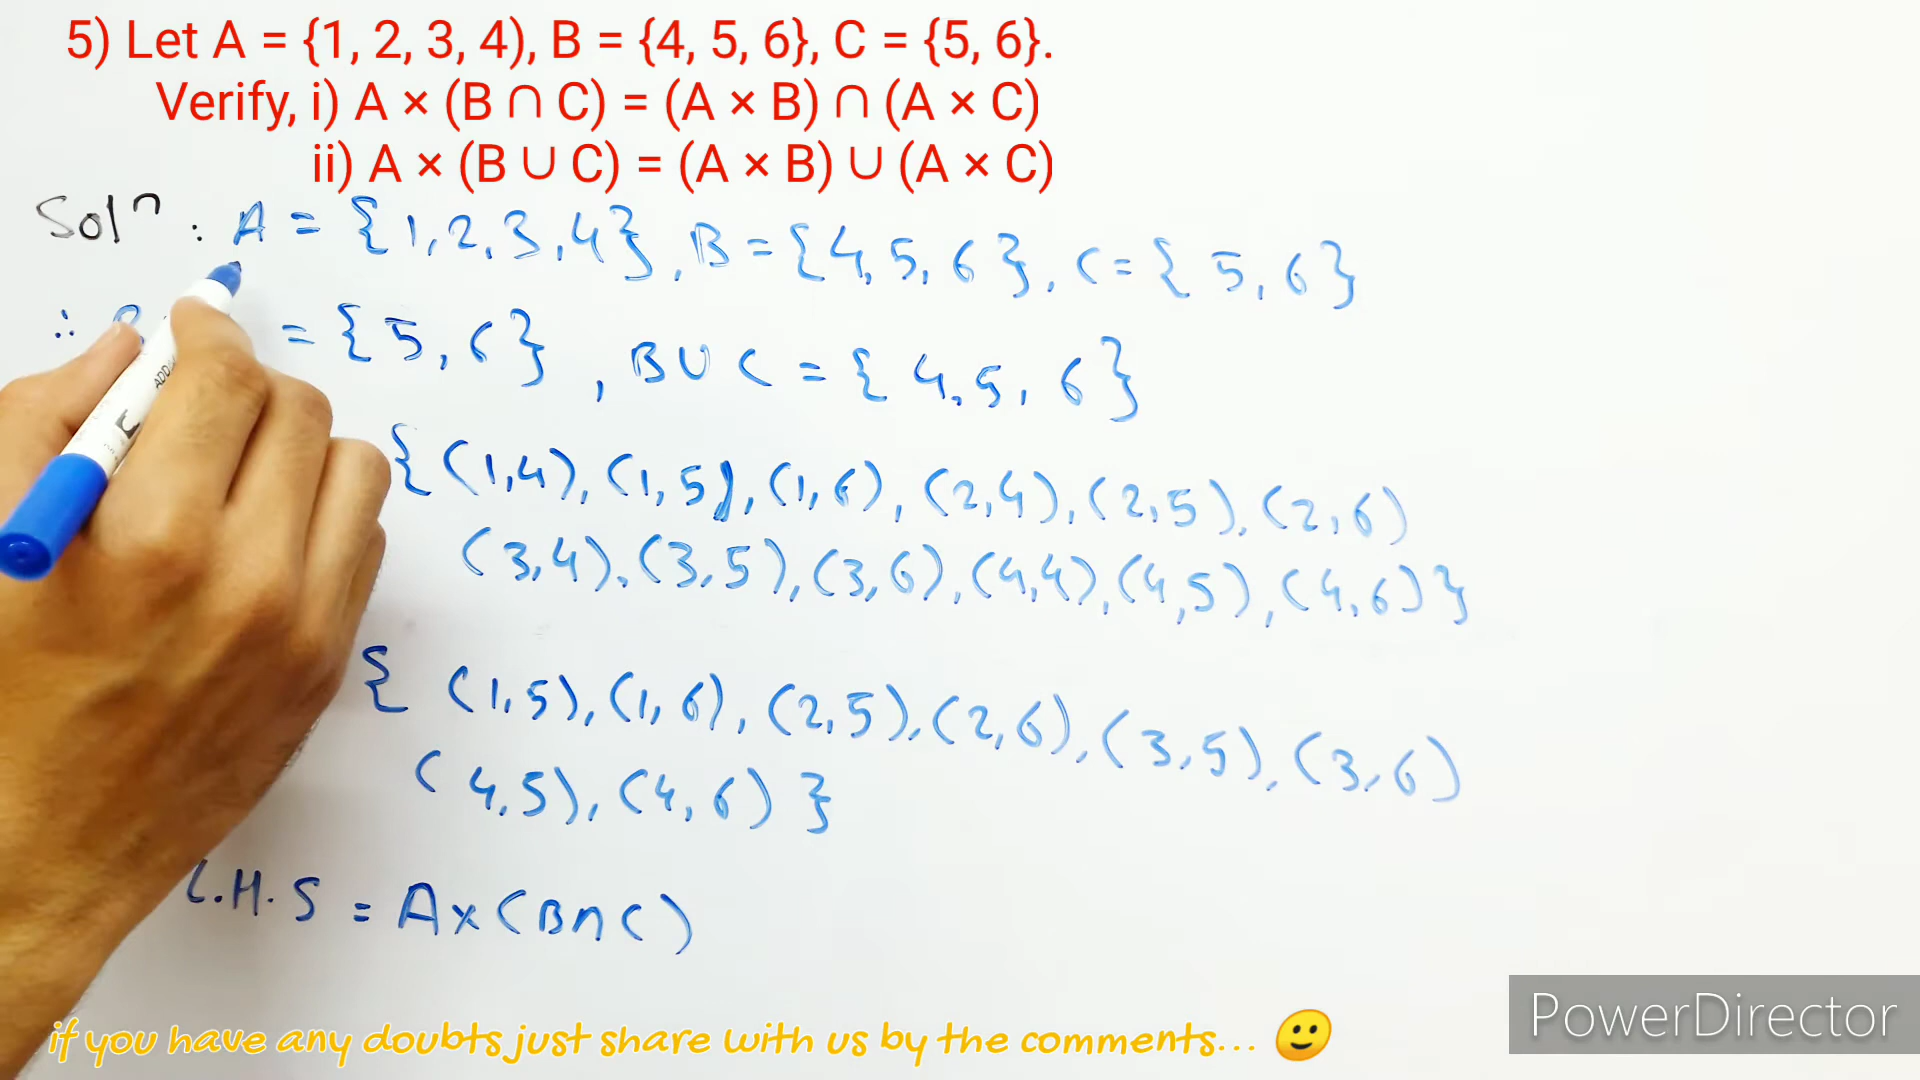 5) Let A = {1, 2, 3, 4), B = {4, 5, 6}, C = {5, 6}.
Verify, i) A × (B ∩ C) = (A × B) ∩ (A × C)
ii) A × (B ∪ C) = (A × B) ∪ (A × C)
Solⁿ : A = {1,2,3,4}, B = {4,5,6}, C = {5,6}
∴ = {5,6}, B∪C = {4,5,6}
{(1,4),(1,5),(1,6),(2,4),(2,5),(2,6)
(3,4),(3,5),(3,6),(4,4),(4,5),(4,6)}
{(1,5),(1,6),(2,5),(2,6),(3,5),(3,6)
(4,5),(4,6)}
L.H.S = A×(B∩C)
if you have any doubts just share with us by the comments... 🙂
PowerDirector